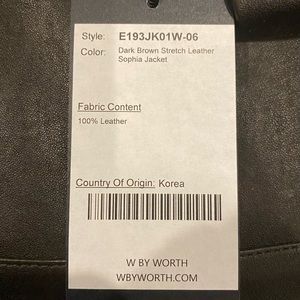 Style: E193JK01W-06
Color: Dark Brown Stretch Leather
Sophia Jacket
Fabric Content
100% Leather
Country Of Origin: Korea
W BY WORTH
WBYWORTH.COM